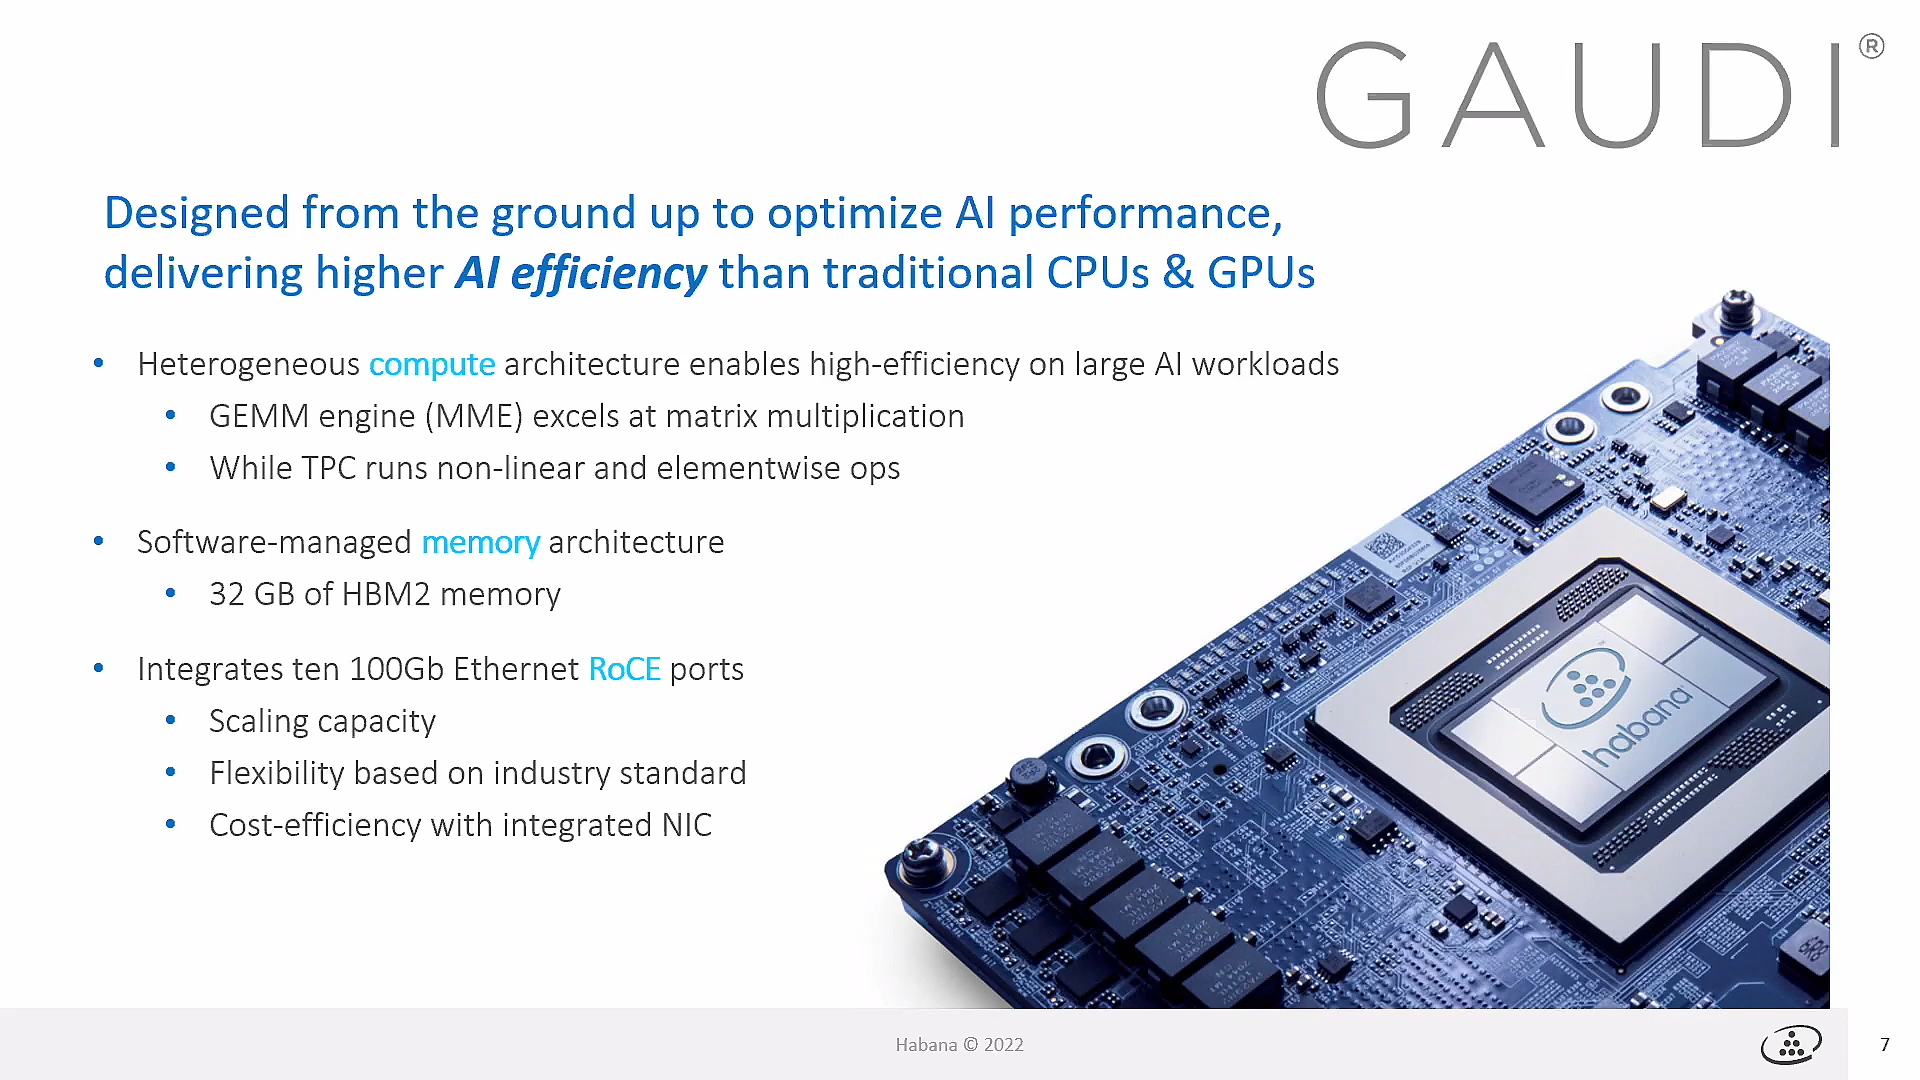 GAUDI®
Designed from the ground up to optimize AI performance,
delivering higher AI efficiency than traditional CPUs & GPUs
• Heterogeneous compute architecture enables high-efficiency on large AI workloads
• GEMM engine (MME) excels at matrix multiplication
• While TPC runs non-linear and elementwise ops
• Software-managed memory architecture
• 32 GB of HBM2 memory
• Integrates ten 100Gb Ethernet RoCE ports
• Scaling capacity
• Flexibility based on industry standard
• Cost-efficiency with integrated NIC
habana
Habana © 2022
7